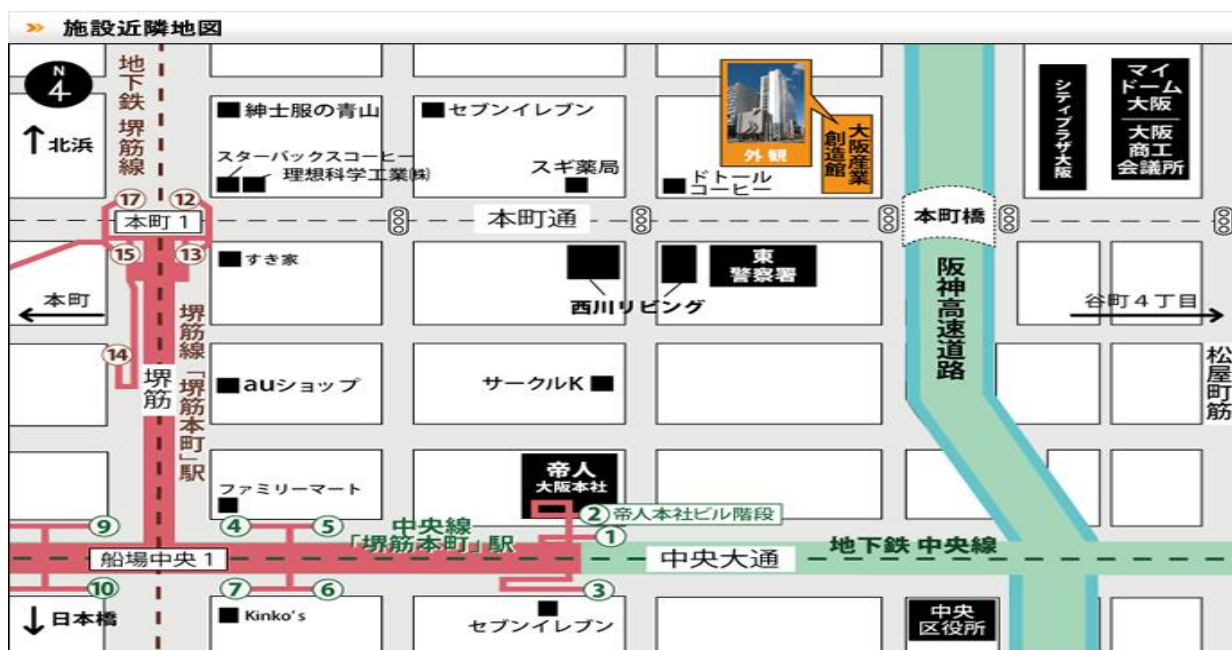 施設近隣地図
N
4
北浜
地下鉄 堺筋線
紳士服の青山
セブンイレブン
スターバックスコーヒー
理想科学工業㈱
スギ薬局
外観
大阪産業
創造館
ドトール
コーヒー
シティプラザ大阪
マイ
ドーム
大阪
大阪
商工
会議所
17
12
本町1
本町通
本町橋
15
13
すき家
東
警察署
西川リビング
本町
谷町4丁目
阪神高速道路
松屋町筋
14
堺筋
堺筋線「堺筋本町」駅
auショップ
サークルK
ファミリーマート
帝人
大阪本社
2
帝人本社ビル階段
9
4
5
中央線
「堺筋本町」駅
1
船場中央1
中央大通
地下鉄 中央線
10
7
6
3
日本橋
Kinko's
セブンイレブン
中央
区役所